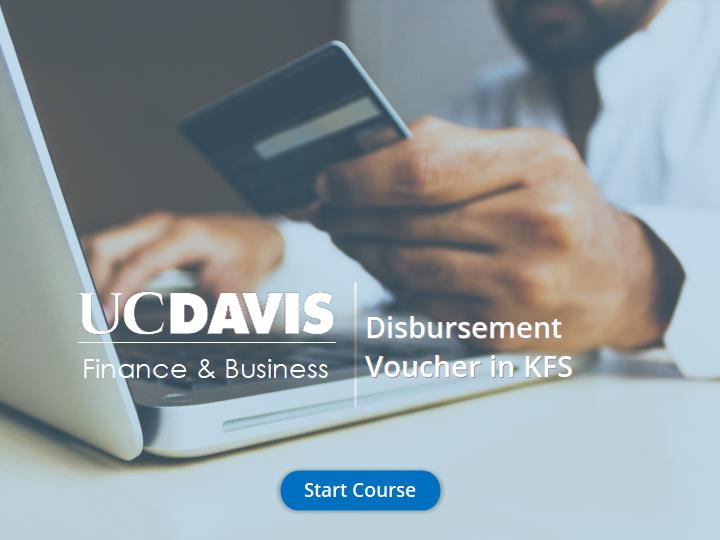 UCDAVIS
Finance & Business
Disbursement
Voucher in KFS
Start Course